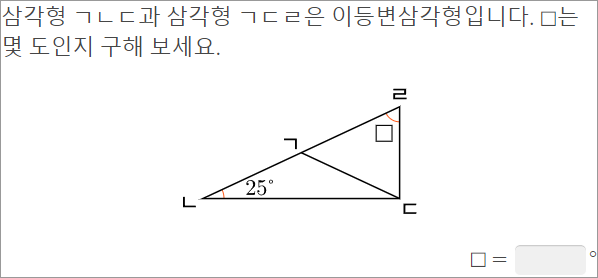 삼각형 ㄱㄴㄷ과 삼각형 ㄱㄷㄹ은 이등변삼각형입니다. □는
몇 도인지 구해 보세요.
ㄹ
ㄱ
□
25°
ㄴ
ㄷ
□ = °